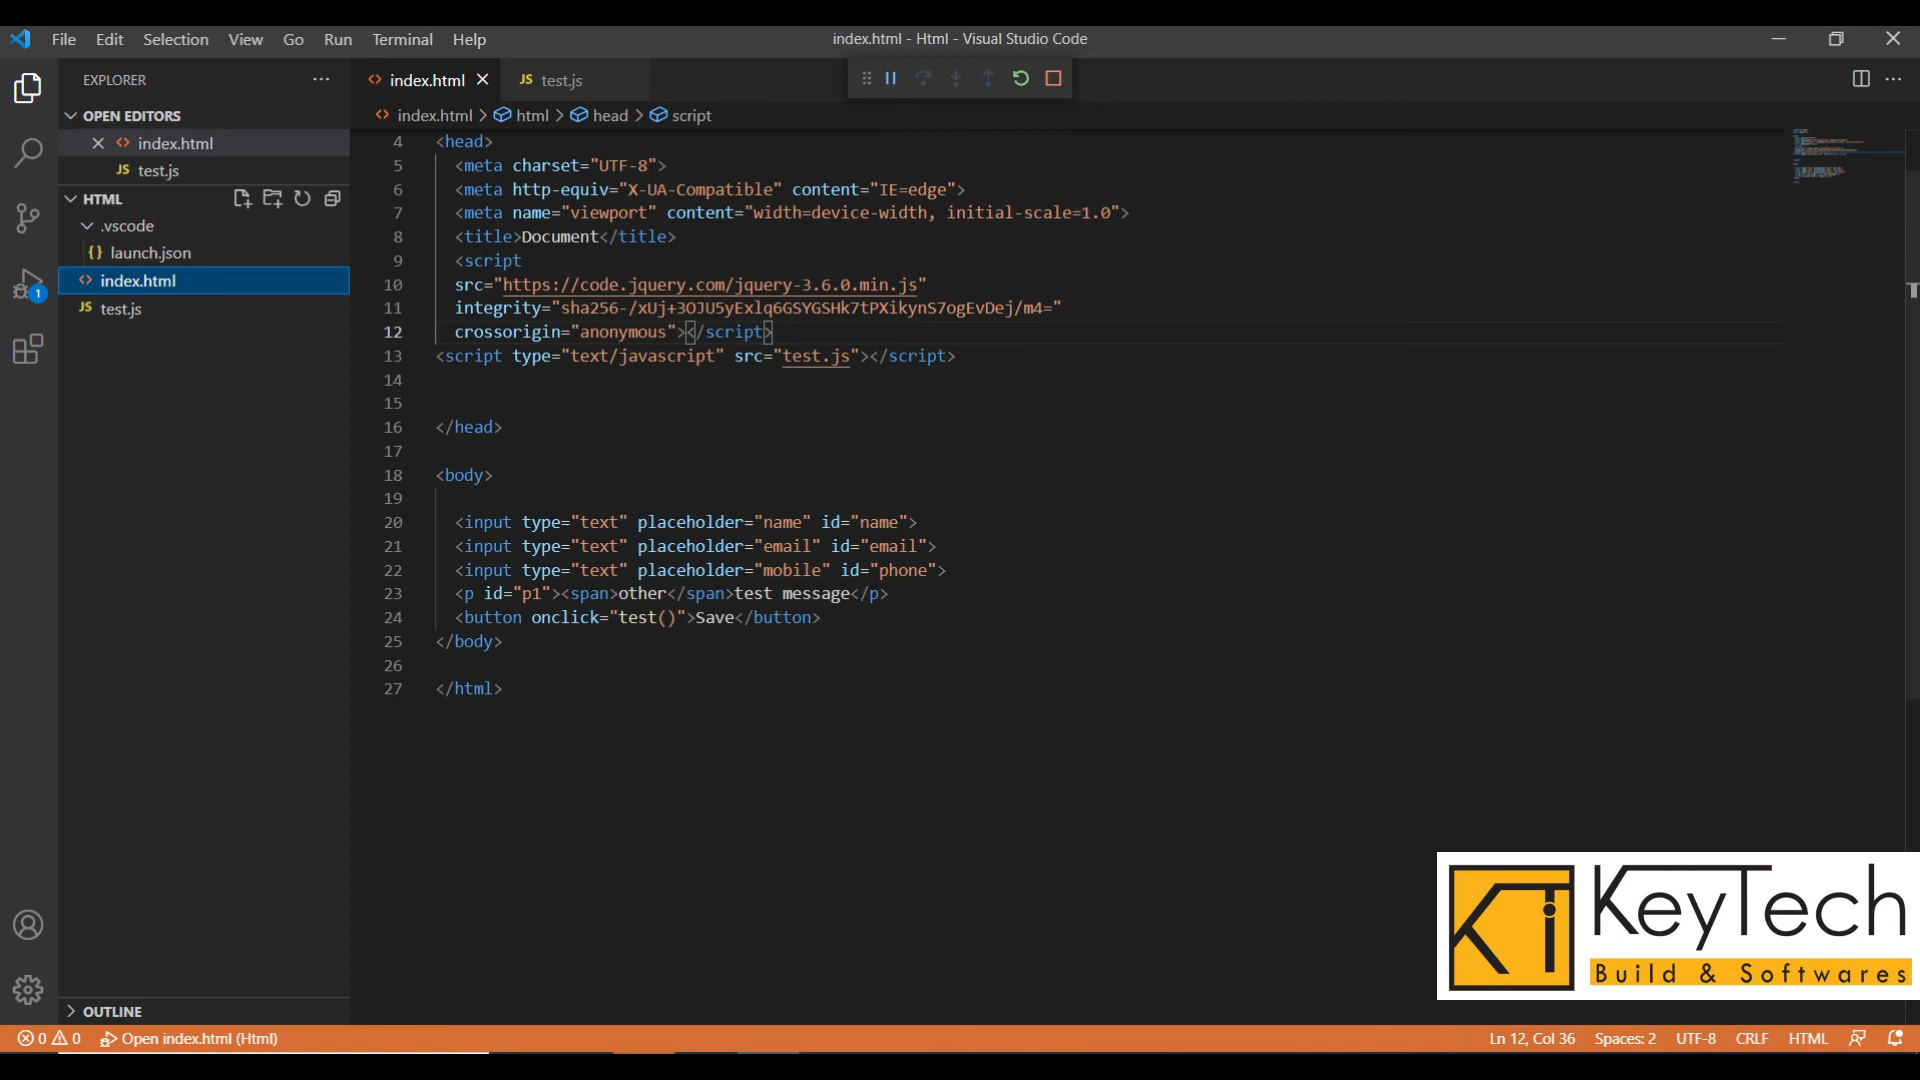 File Edit Selection View Go Run Terminal Help
index.html - Html - Visual Studio Code
EXPLORER
OPEN EDITORS
index.html
JS test.js
HTML
.vscode
{} launch.json
index.html
JS test.js
OUTLINE
index.html
JS test.js
index.html > html > head > script
4 <head>
5 <meta charset="UTF-8">
6 <meta http-equiv="X-UA-Compatible" content="IE=edge">
7 <meta name="viewport" content="width=device-width, initial-scale=1.0">
8 <title>Document</title>
9 <script
10 src="https://code.jquery.com/jquery-3.6.0.min.js"
11 integrity="sha256-/xUj+3OJU5yExlq6GSYGSHk7tPXikynS7ogEvDej/m4="
12 crossorigin="anonymous"></script>
13 <script type="text/javascript" src="test.js"></script>
14
15
16 </head>
17
18 <body>
19
20 <input type="text" placeholder="name" id="name">
21 <input type="text" placeholder="email" id="email">
22 <input type="text" placeholder="mobile" id="phone">
23 <p id="p1"><span>other</span>test message</p>
24 <button onclick="test()">Save</button>
25 </body>
26
27 </html>
1
KeyTech
Build & Softwares
0 0 Open index.html (Html)
Ln 12, Col 36 Spaces: 2 UTF-8 CRLF HTML